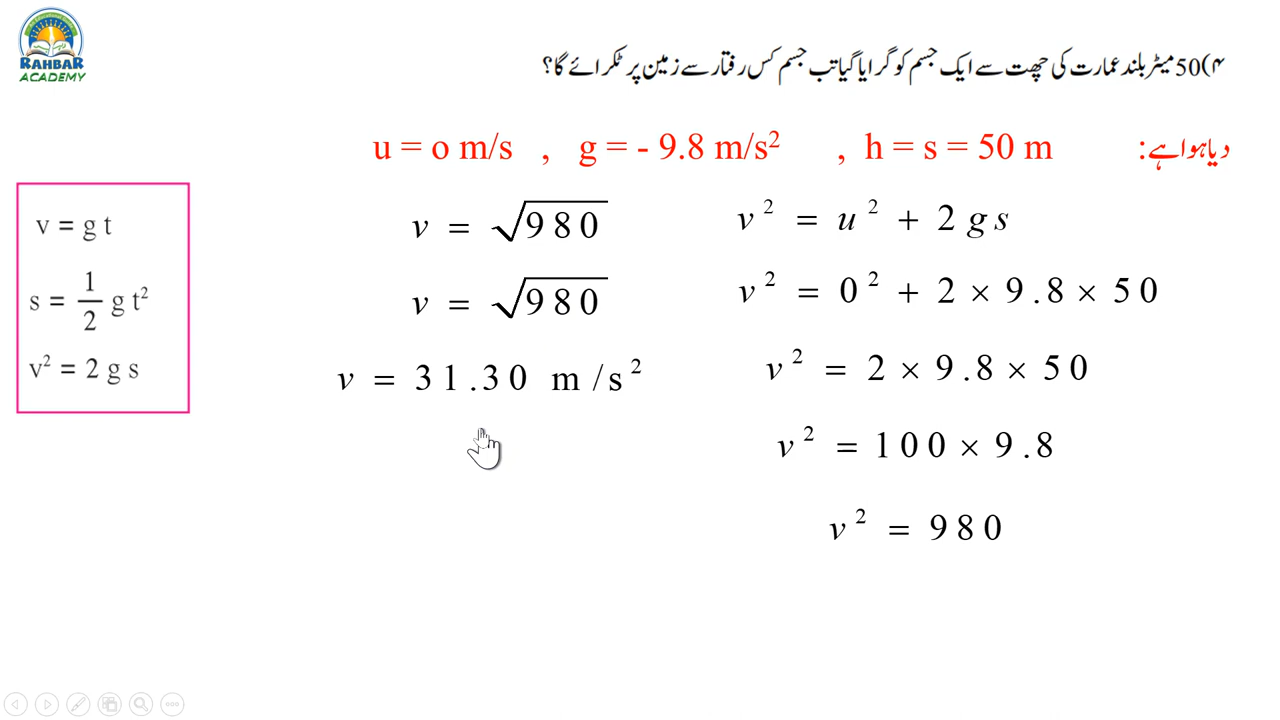 RAHBAR
ACADEMY
۴) 50 میٹر بلند عمارت کی چھت سے ایک جسم کو گرایا گیا تب جسم کس رفتار سے زمین پر ٹکرائے گا؟
دیا ہوا ہے: u = o m/s , g = - 9.8 m/s² , h = s = 50 m
v² = u² + 2gs
v² = 0² + 2 × 9.8 × 50
v² = 2 × 9.8 × 50
v² = 100 × 9.8
v² = 980
v = √980
v = √980
v = 31.30 m/s²
v = g t
s = 1/2 g t²
v² = 2 g s